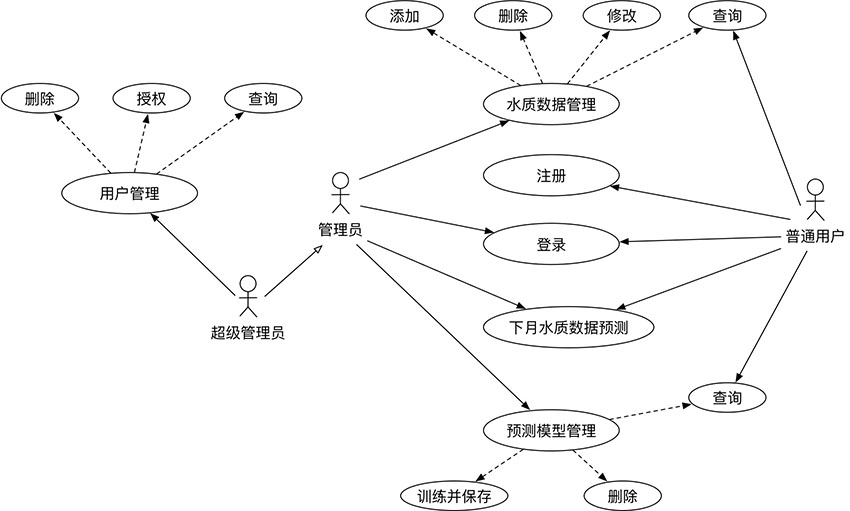 添加
删除
修改
查询
删除
授权
查询
水质数据管理
用户管理
注册
管理员
普通用户
登录
超级管理员
下月水质数据预测
查询
预测模型管理
训练并保存
删除